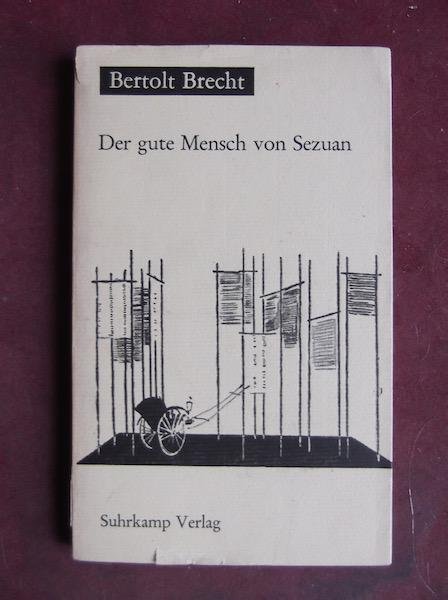 Bertolt Brecht
Der gute Mensch von Sezuan
Suhrkamp Verlag